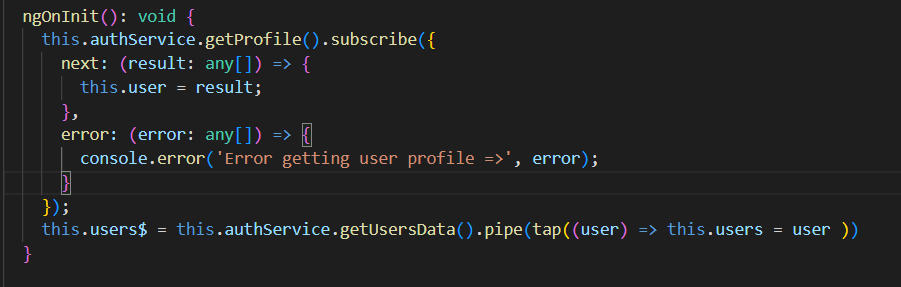 ngOnInit(): void {
this.authService.getProfile().subscribe({
next: (result: any[]) => {
this.user = result;
},
error: (error: any[]) => {
console.error('Error getting user profile =>', error);
}
});
this.users$ = this.authService.getUsersData().pipe(tap((user) => this.users = user ))
}